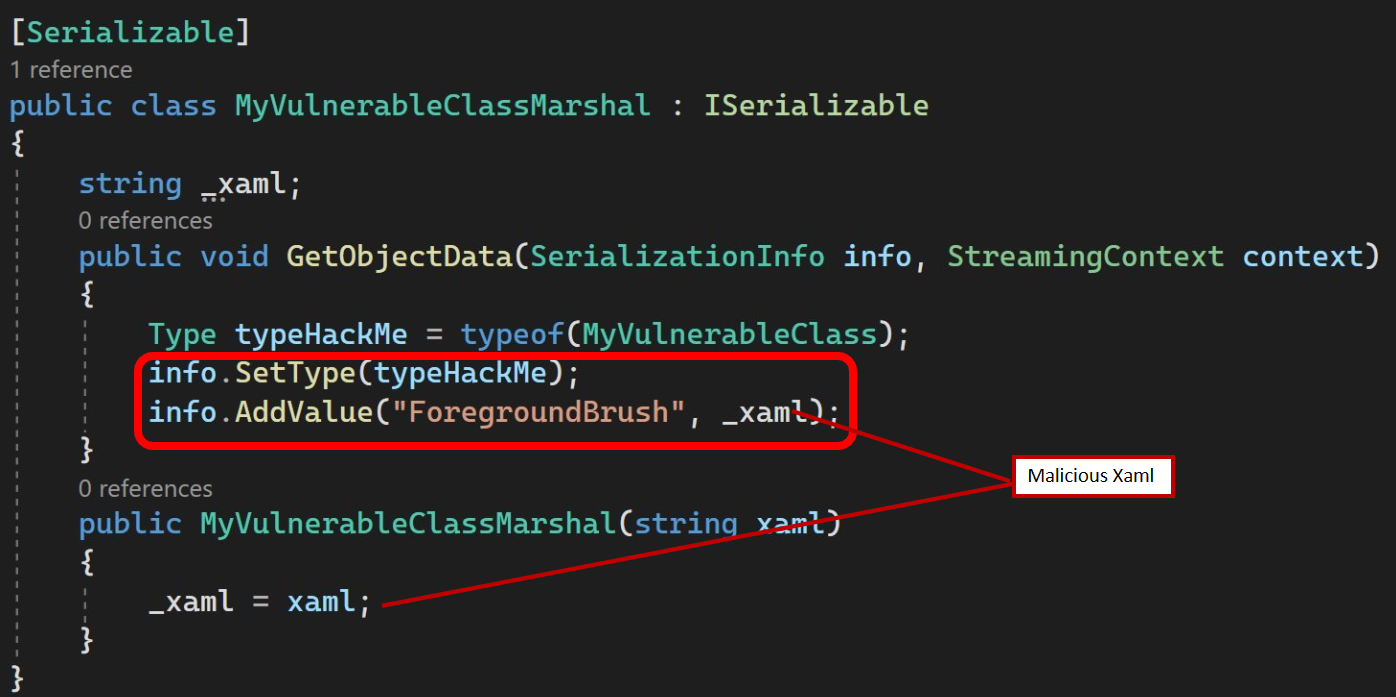 [Serializable]
1 reference
public class MyVulnerableClassMarshal : ISerializable
{
string _xaml;
0 references
public void GetObjectData(SerializationInfo info, StreamingContext context)
{
Type typeHackMe = typeof(MyVulnerableClass);
info.SetType(typeHackMe);
info.AddValue("ForegroundBrush", _xaml);
}
Malicious Xaml
0 references
public MyVulnerableClassMarshal(string xaml)
{
_xaml = xaml;
}
}